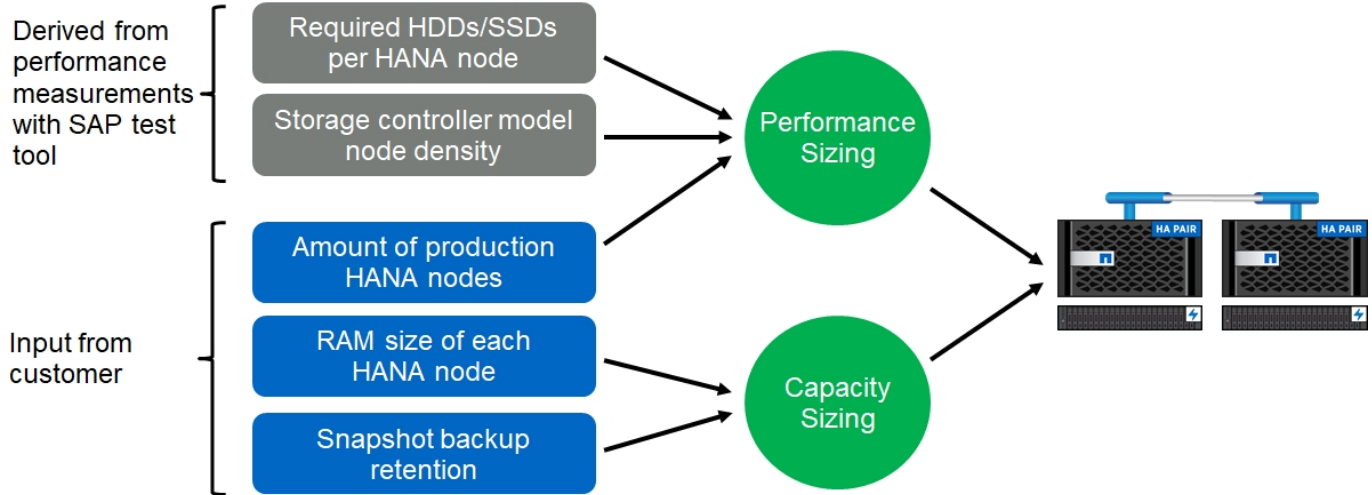 Derived from
performance
measurements
with SAP test
tool
Required HDDs/SSDs
per HANA node
Storage controller model
node density
Performance
Sizing
Input from
customer
Amount of production
HANA nodes
RAM size of each
HANA node
Snapshot backup
retention
Capacity
Sizing
HA PAIR
HA PAIR